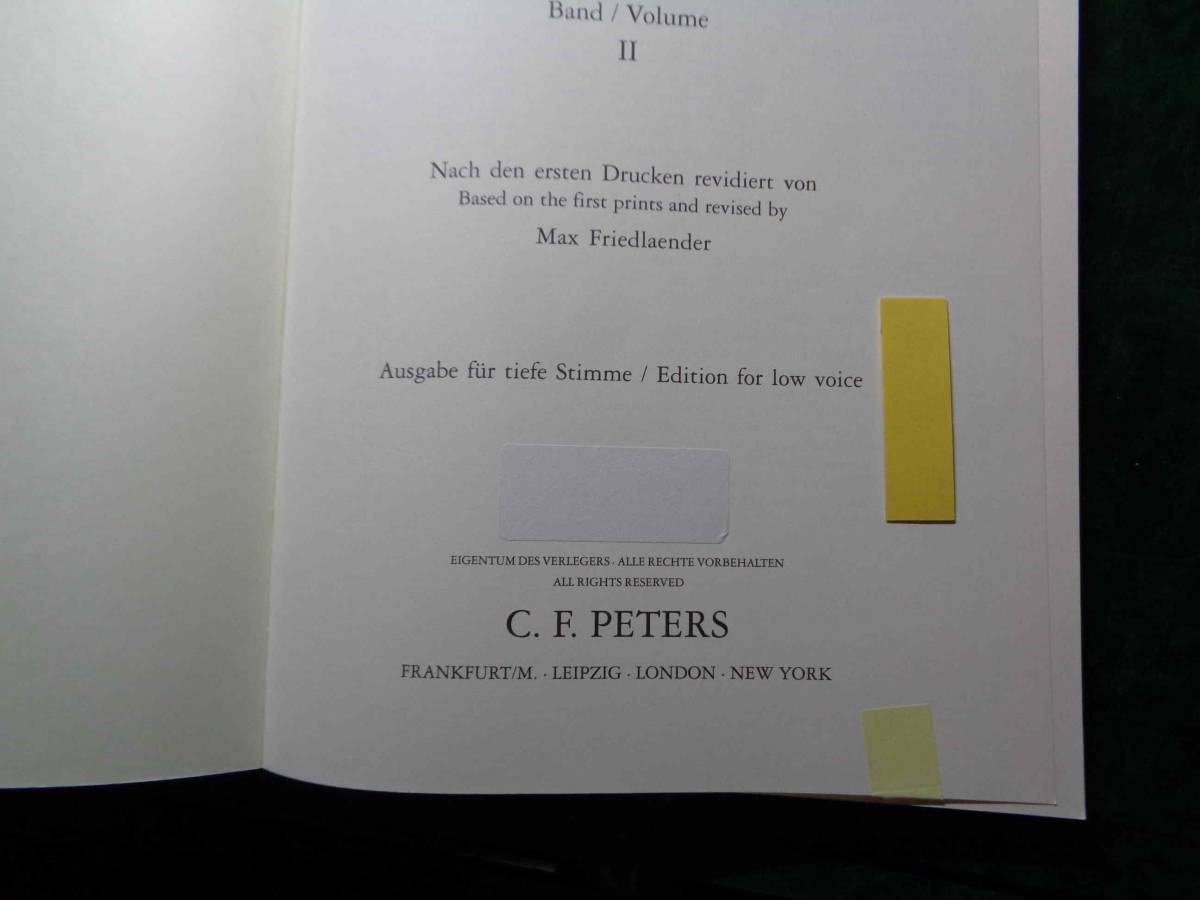 Band / Volume
II
Nach den ersten Drucken revidiert von
Based on the first prints and revised by
Max Friedlaender
Ausgabe für tiefe Stimme / Edition for low voice
EIGENTUM DES VERLEGERS · ALLE RECHTE VORBEHALTEN
ALL RIGHTS RESERVED
C. F. PETERS
FRANKFURT/M. · LEIPZIG · LONDON · NEW YORK